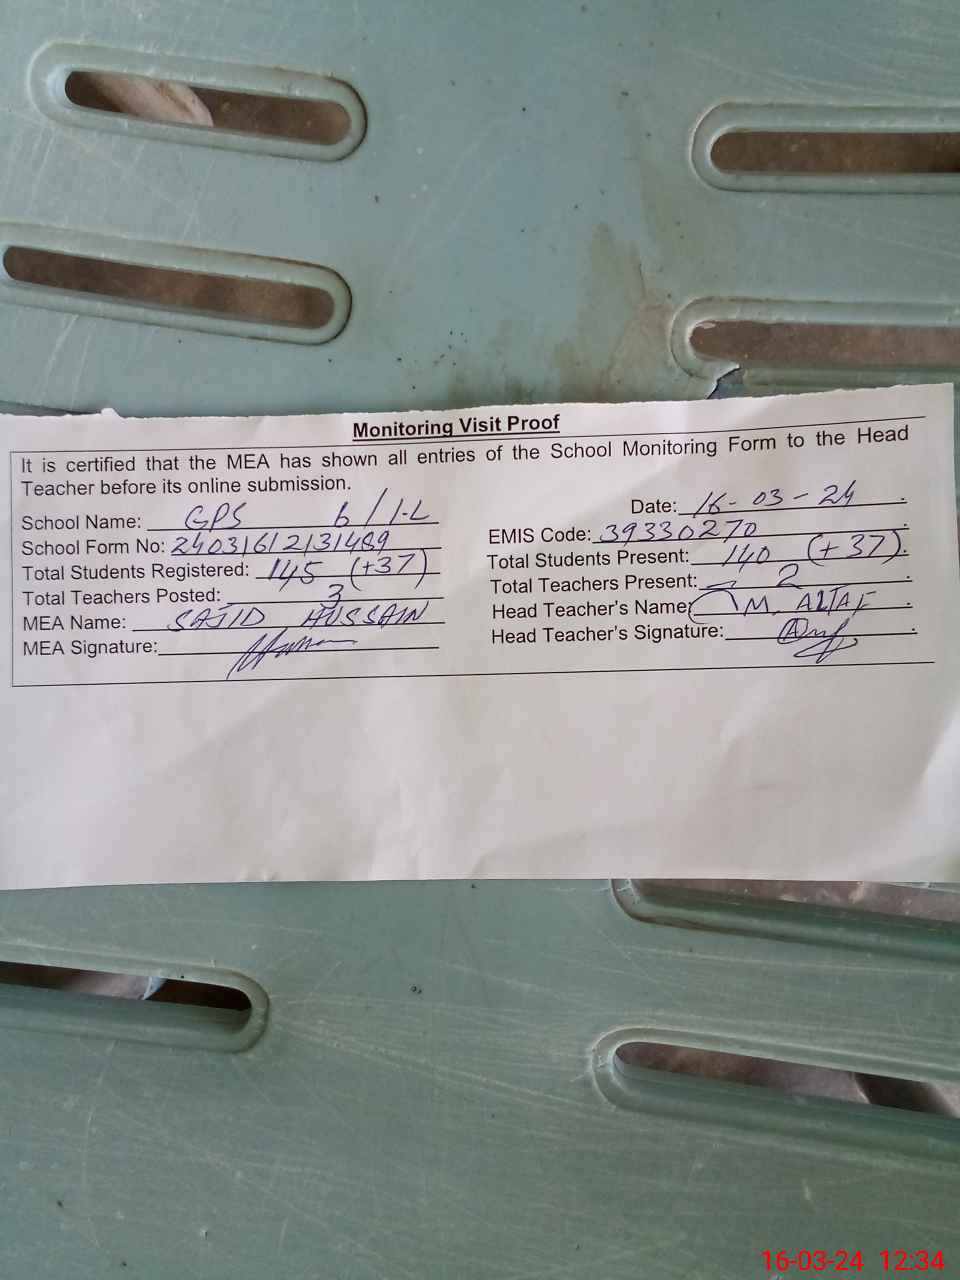 Monitoring Visit Proof
It is certified that the MEA has shown all entries of the School Monitoring Form to the Head
Teacher before its online submission.
Date: 16-03-24
School Name: GPS 6/1-L
EMIS Code: 39330270
School Form No: 24031612131489
Total Students Present: 140 (+37)
Total Students Registered: 145 (+37)
Total Teachers Present: 2
Total Teachers Posted: 3
Head Teacher's Name: M. ALTAF
MEA Name: SAJID HUSSAIN
Head Teacher's Signature:
MEA Signature:
16-03-24 12:34